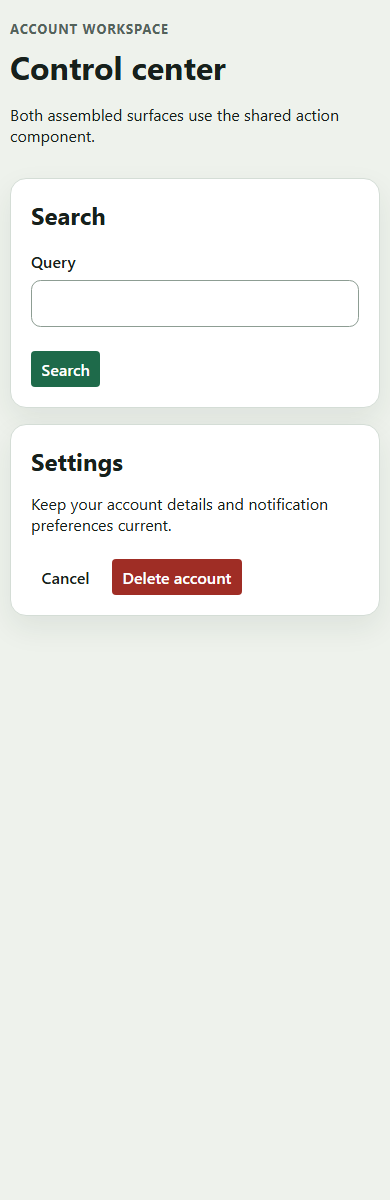 ACCOUNT WORKSPACE
Control center
Both assembled surfaces use the shared action
component.
Search
Query
Search
Settings
Keep your account details and notification
preferences current.
Cancel Delete account